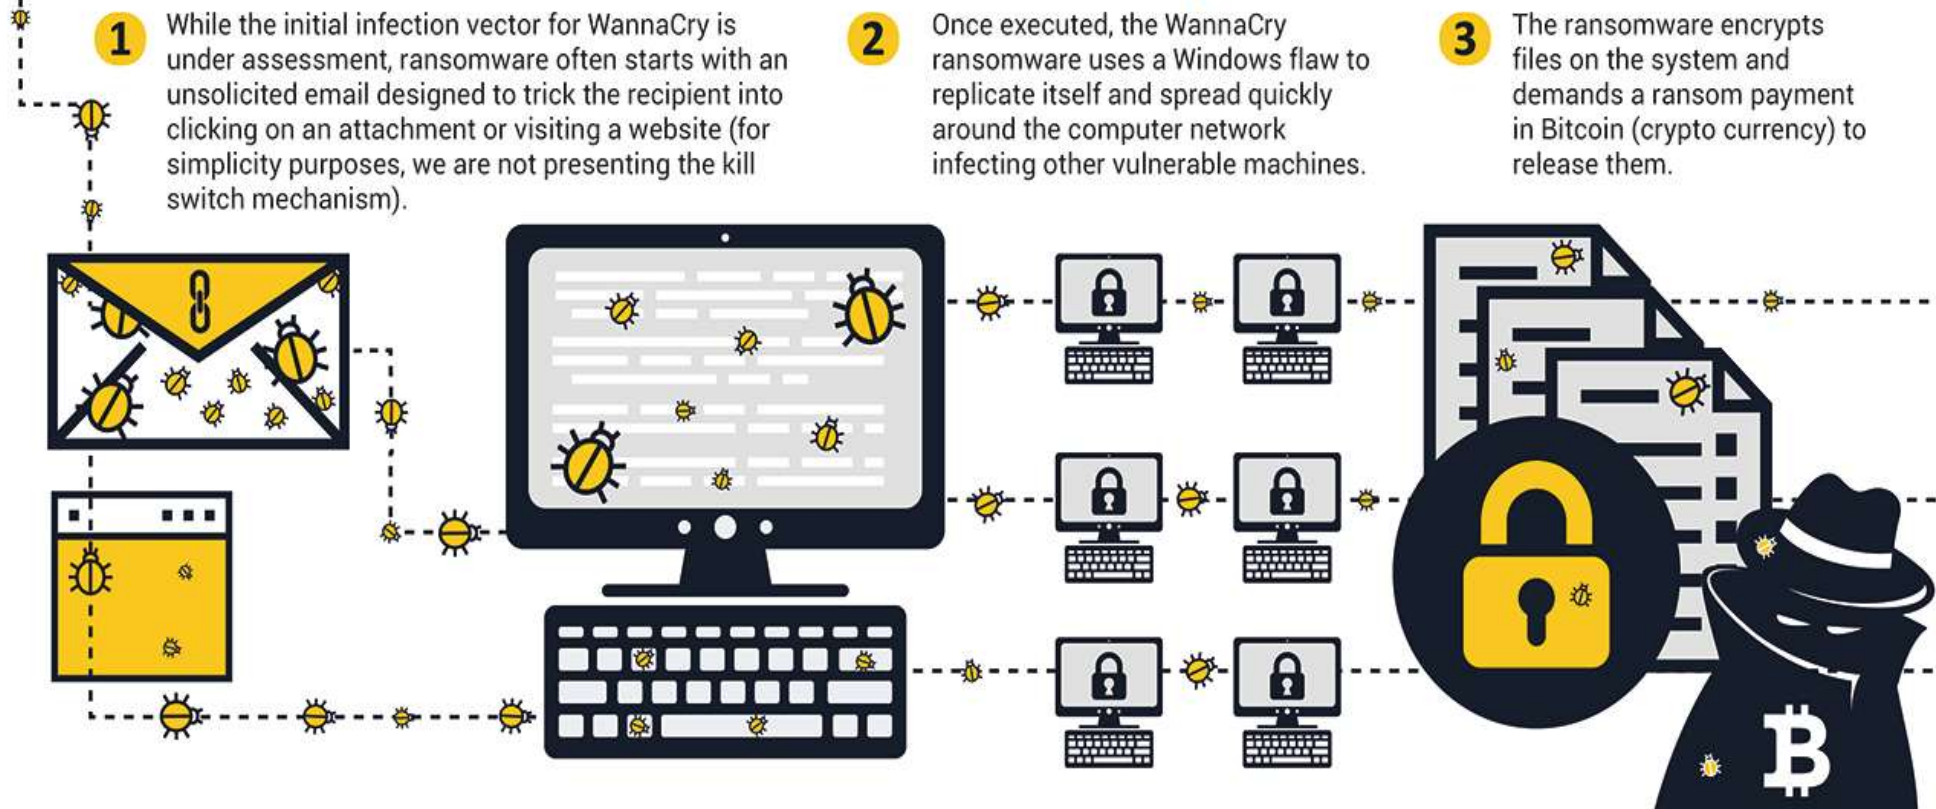 1
While the initial infection vector for WannaCry is
under assessment, ransomware often starts with an
unsolicited email designed to trick the recipient into
clicking on an attachment or visiting a website (for
simplicity purposes, we are not presenting the kill
switch mechanism).
2
Once executed, the WannaCry
ransomware uses a Windows flaw to
replicate itself and spread quickly
around the computer network
infecting other vulnerable machines.
3
The ransomware encrypts
files on the system and
demands a ransom payment
in Bitcoin (crypto currency) to
release them.